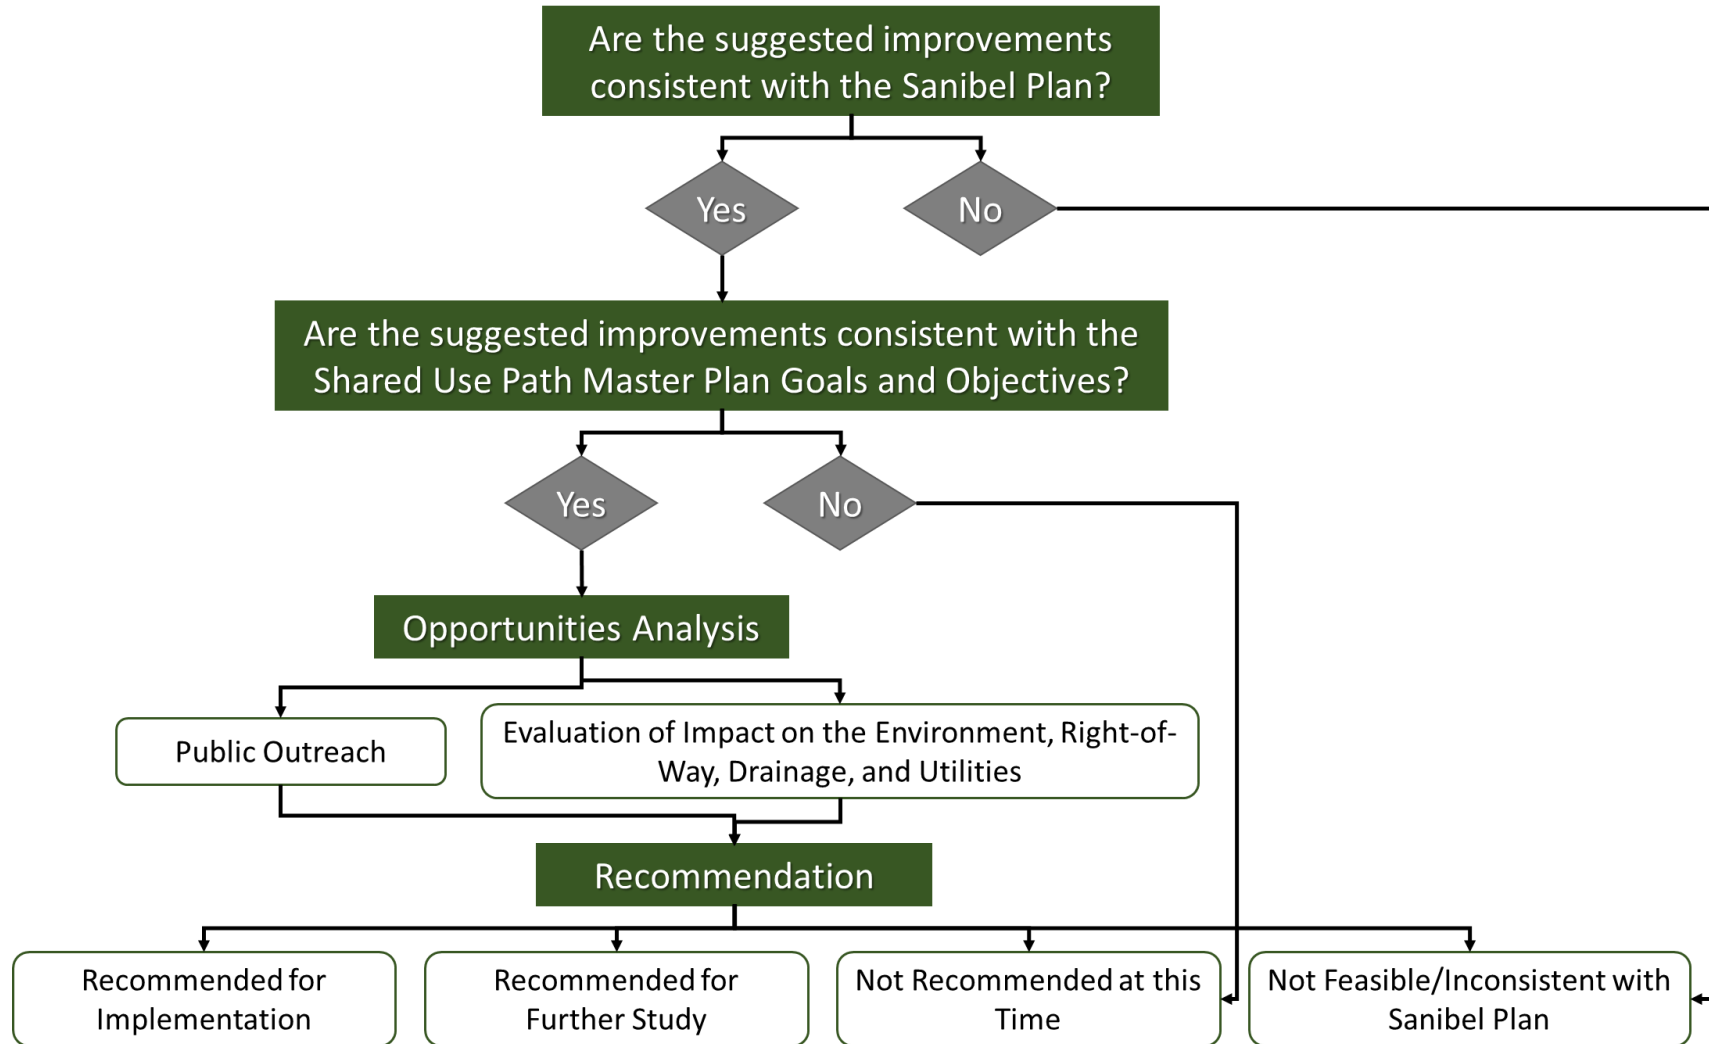 Are the suggested improvements
consistent with the Sanibel Plan?
Yes
No
Are the suggested improvements consistent with the
Shared Use Path Master Plan Goals and Objectives?
Yes
No
Opportunities Analysis
Public Outreach
Evaluation of Impact on the Environment, Right-of-
Way, Drainage, and Utilities
Recommendation
Recommended for
Implementation
Recommended for
Further Study
Not Recommended at this
Time
Not Feasible/Inconsistent with
Sanibel Plan